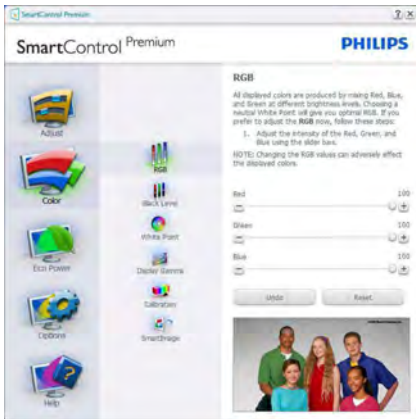 SmartControl Premium
SmartControl Premium
PHILIPS
Adjust
Color
Eco Power
Options
Help
RGB
Black Level
White Point
Display Gamma
Calibration
SmartImage
RGB
All displayed colors are produced by mixing Red, Blue,
and Green at different brightness levels. Choosing a
neutral White Point will give you optimal RGB. If you
prefer to adjust the RGB now, follow these steps:
1. Adjust the intensity of the Red, Green, and
Blue using the slider bars.
NOTE: Changing the RGB values can adversely effect
the displayed colors.
Red 100
Green 100
Blue 100
Undo Reset